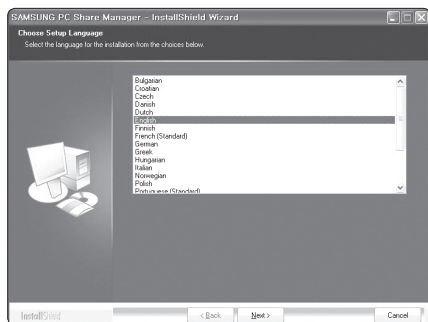 SAMSUNG PC Share Manager - InstallShield Wizard
Choose Setup Language
Select the language for the installation from the choices below.
Bulgarian
Croatian
Czech
Danish
Dutch
English
Finnish
French (Standard)
German
Greek
Hungarian
Italian
Norwegian
Polish
Portuguese (Standard)
InstallShield
< Back
Next >
Cancel